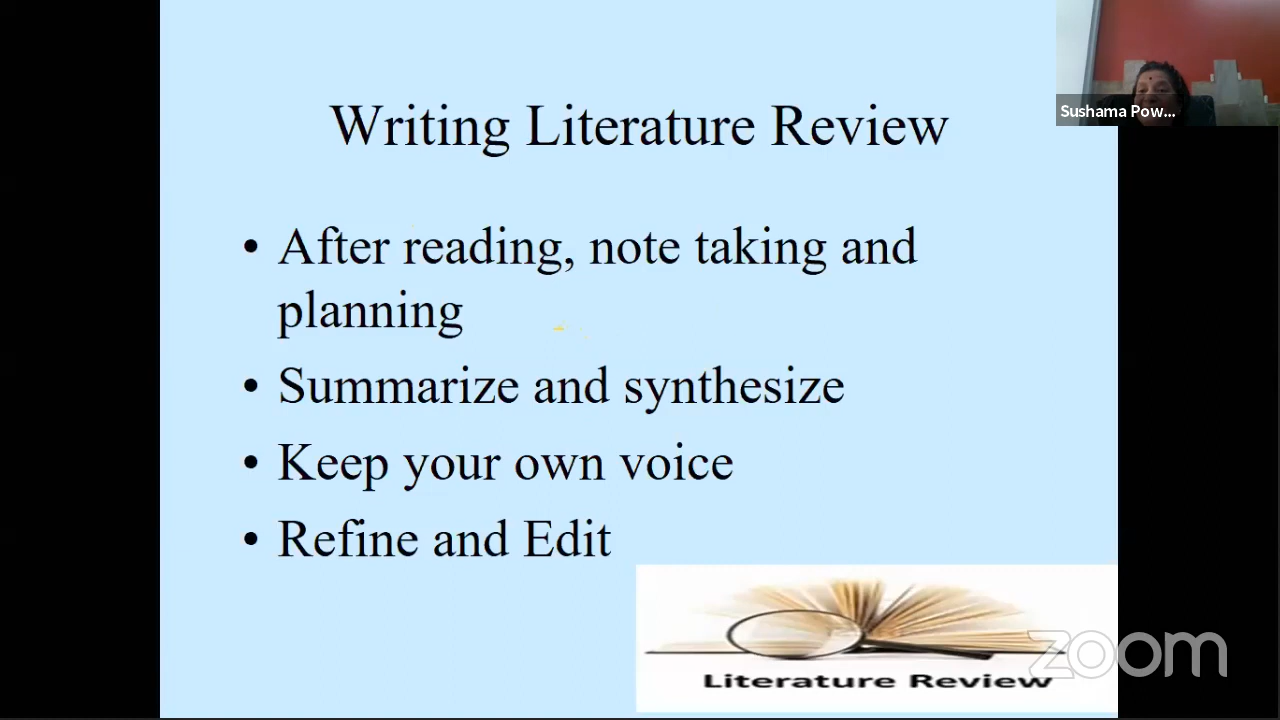 Writing Literature Review
Sushama Pow...
• After reading, note taking and
planning
• Summarize and synthesize
• Keep your own voice
• Refine and Edit
Literature Review
zoom